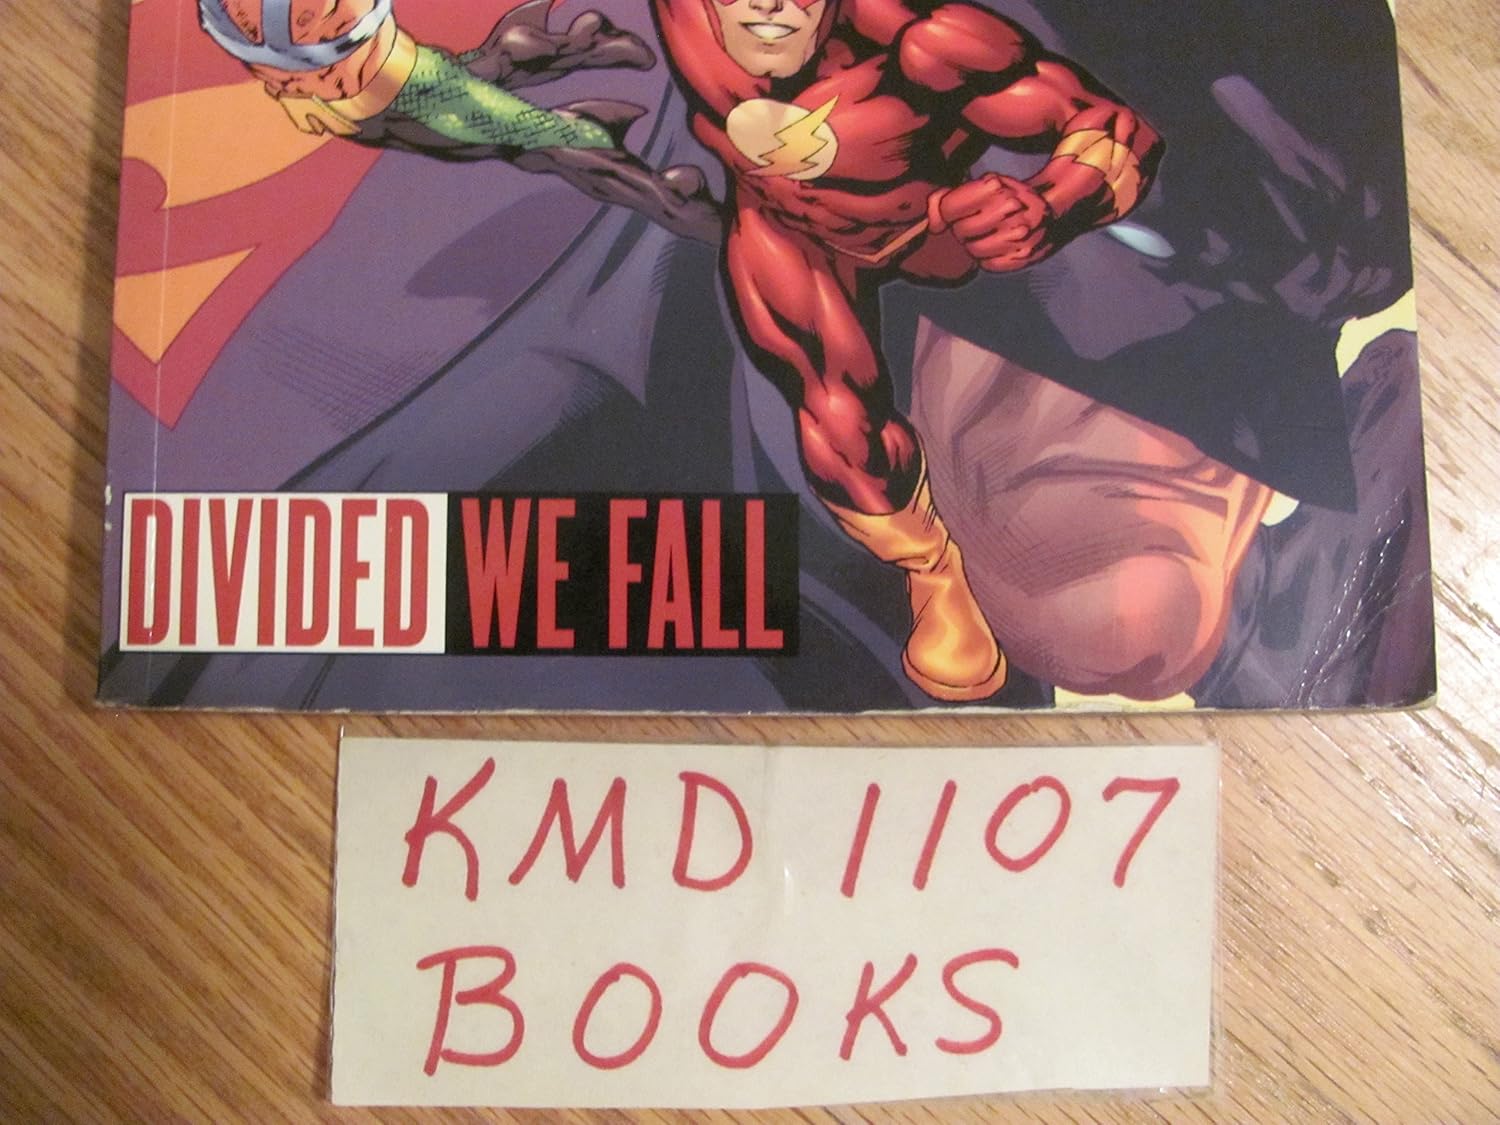 DIVIDED WE FALL
KMD 1107
BOOKS